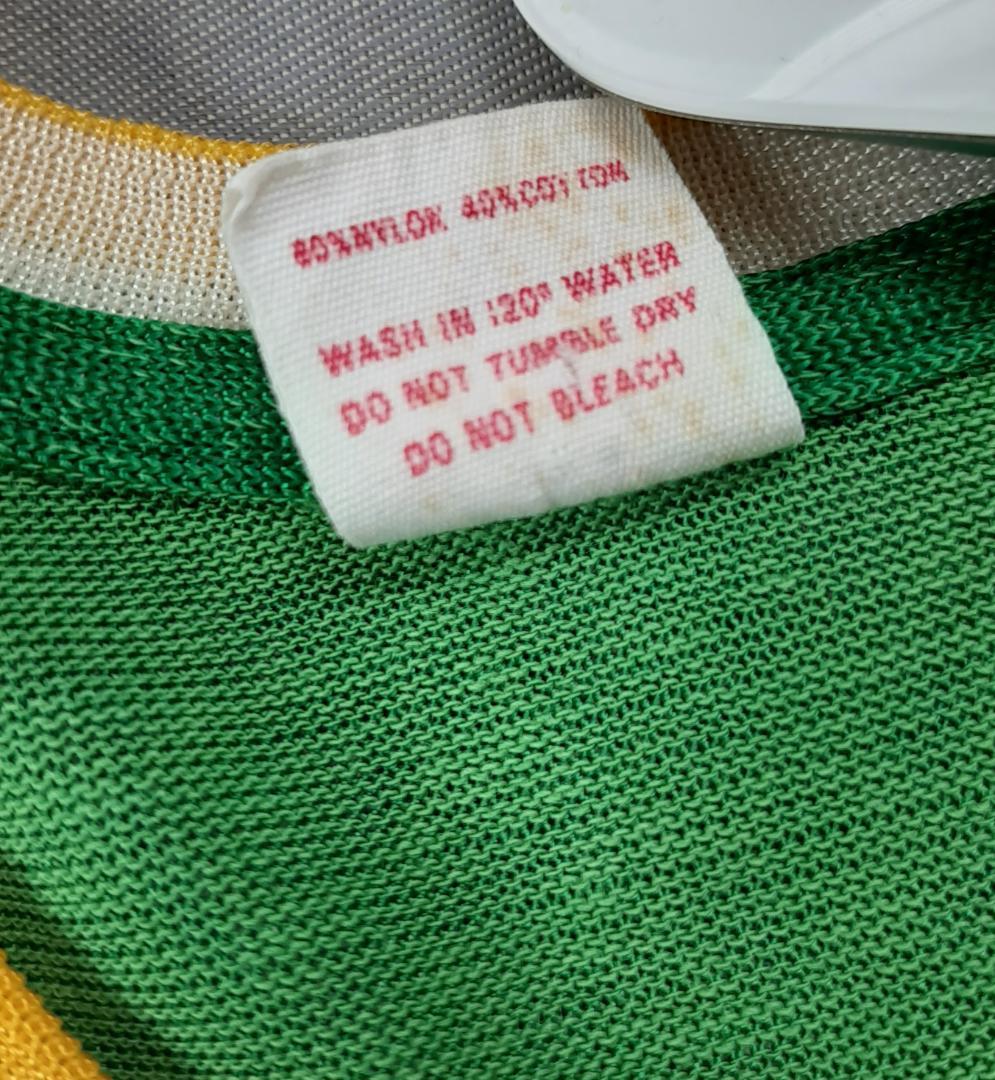 60%NYLON 40%COTTON
WASH IN 120° WATER
DO NOT TUMBLE DRY
DO NOT BLEACH